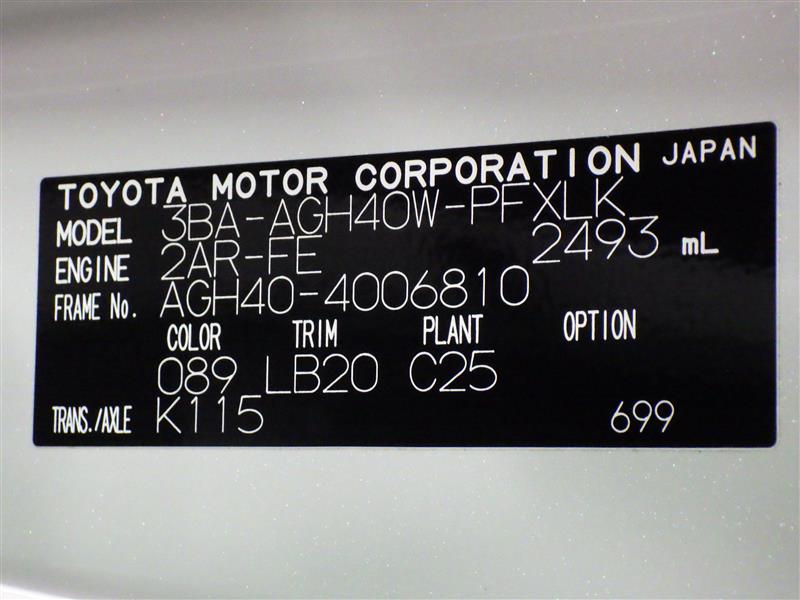 TOYOTA MOTOR CORPORATION JAPAN
MODEL 3BA-AGH40W-PFXLK
ENGINE 2AR-FE 2493 mL
FRAME No. AGH40-4006810
COLOR TRIM PLANT OPTION
089 LB20 C25
TRANS./AXLE K115 699